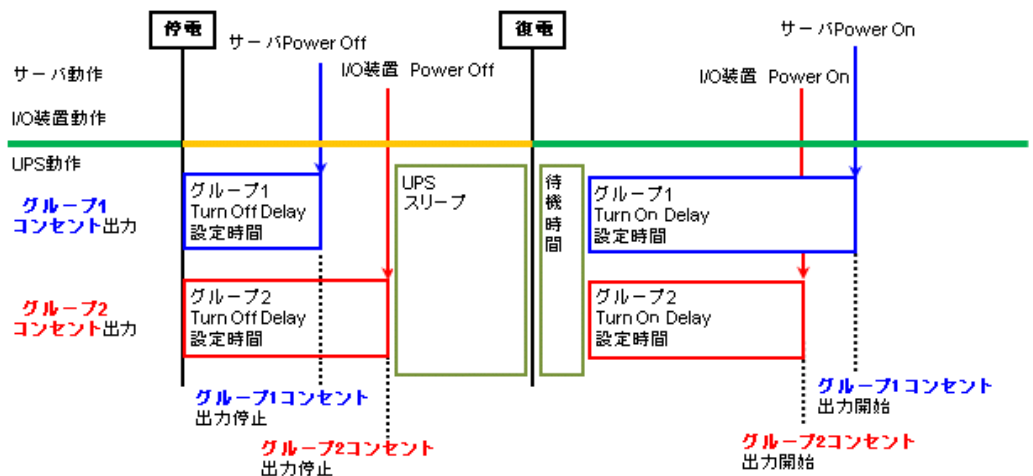 停電
復電
サーバPower Off
サーバPower On
I/O装置 Power Off
I/O装置 Power On
サーバ動作
I/O装置動作
UPS動作
グループ1
コンセント出力
グループ1
Turn Off Delay
設定時間
UPS
スリープ
待機時間
グループ1
Turn On Delay
設定時間
グループ2
コンセント出力
グループ2
Turn Off Delay
設定時間
グループ2
Turn On Delay
設定時間
グループ1コンセント
出力停止
グループ1コンセント
出力開始
グループ2コンセント
出力停止
グループ2コンセント
出力開始